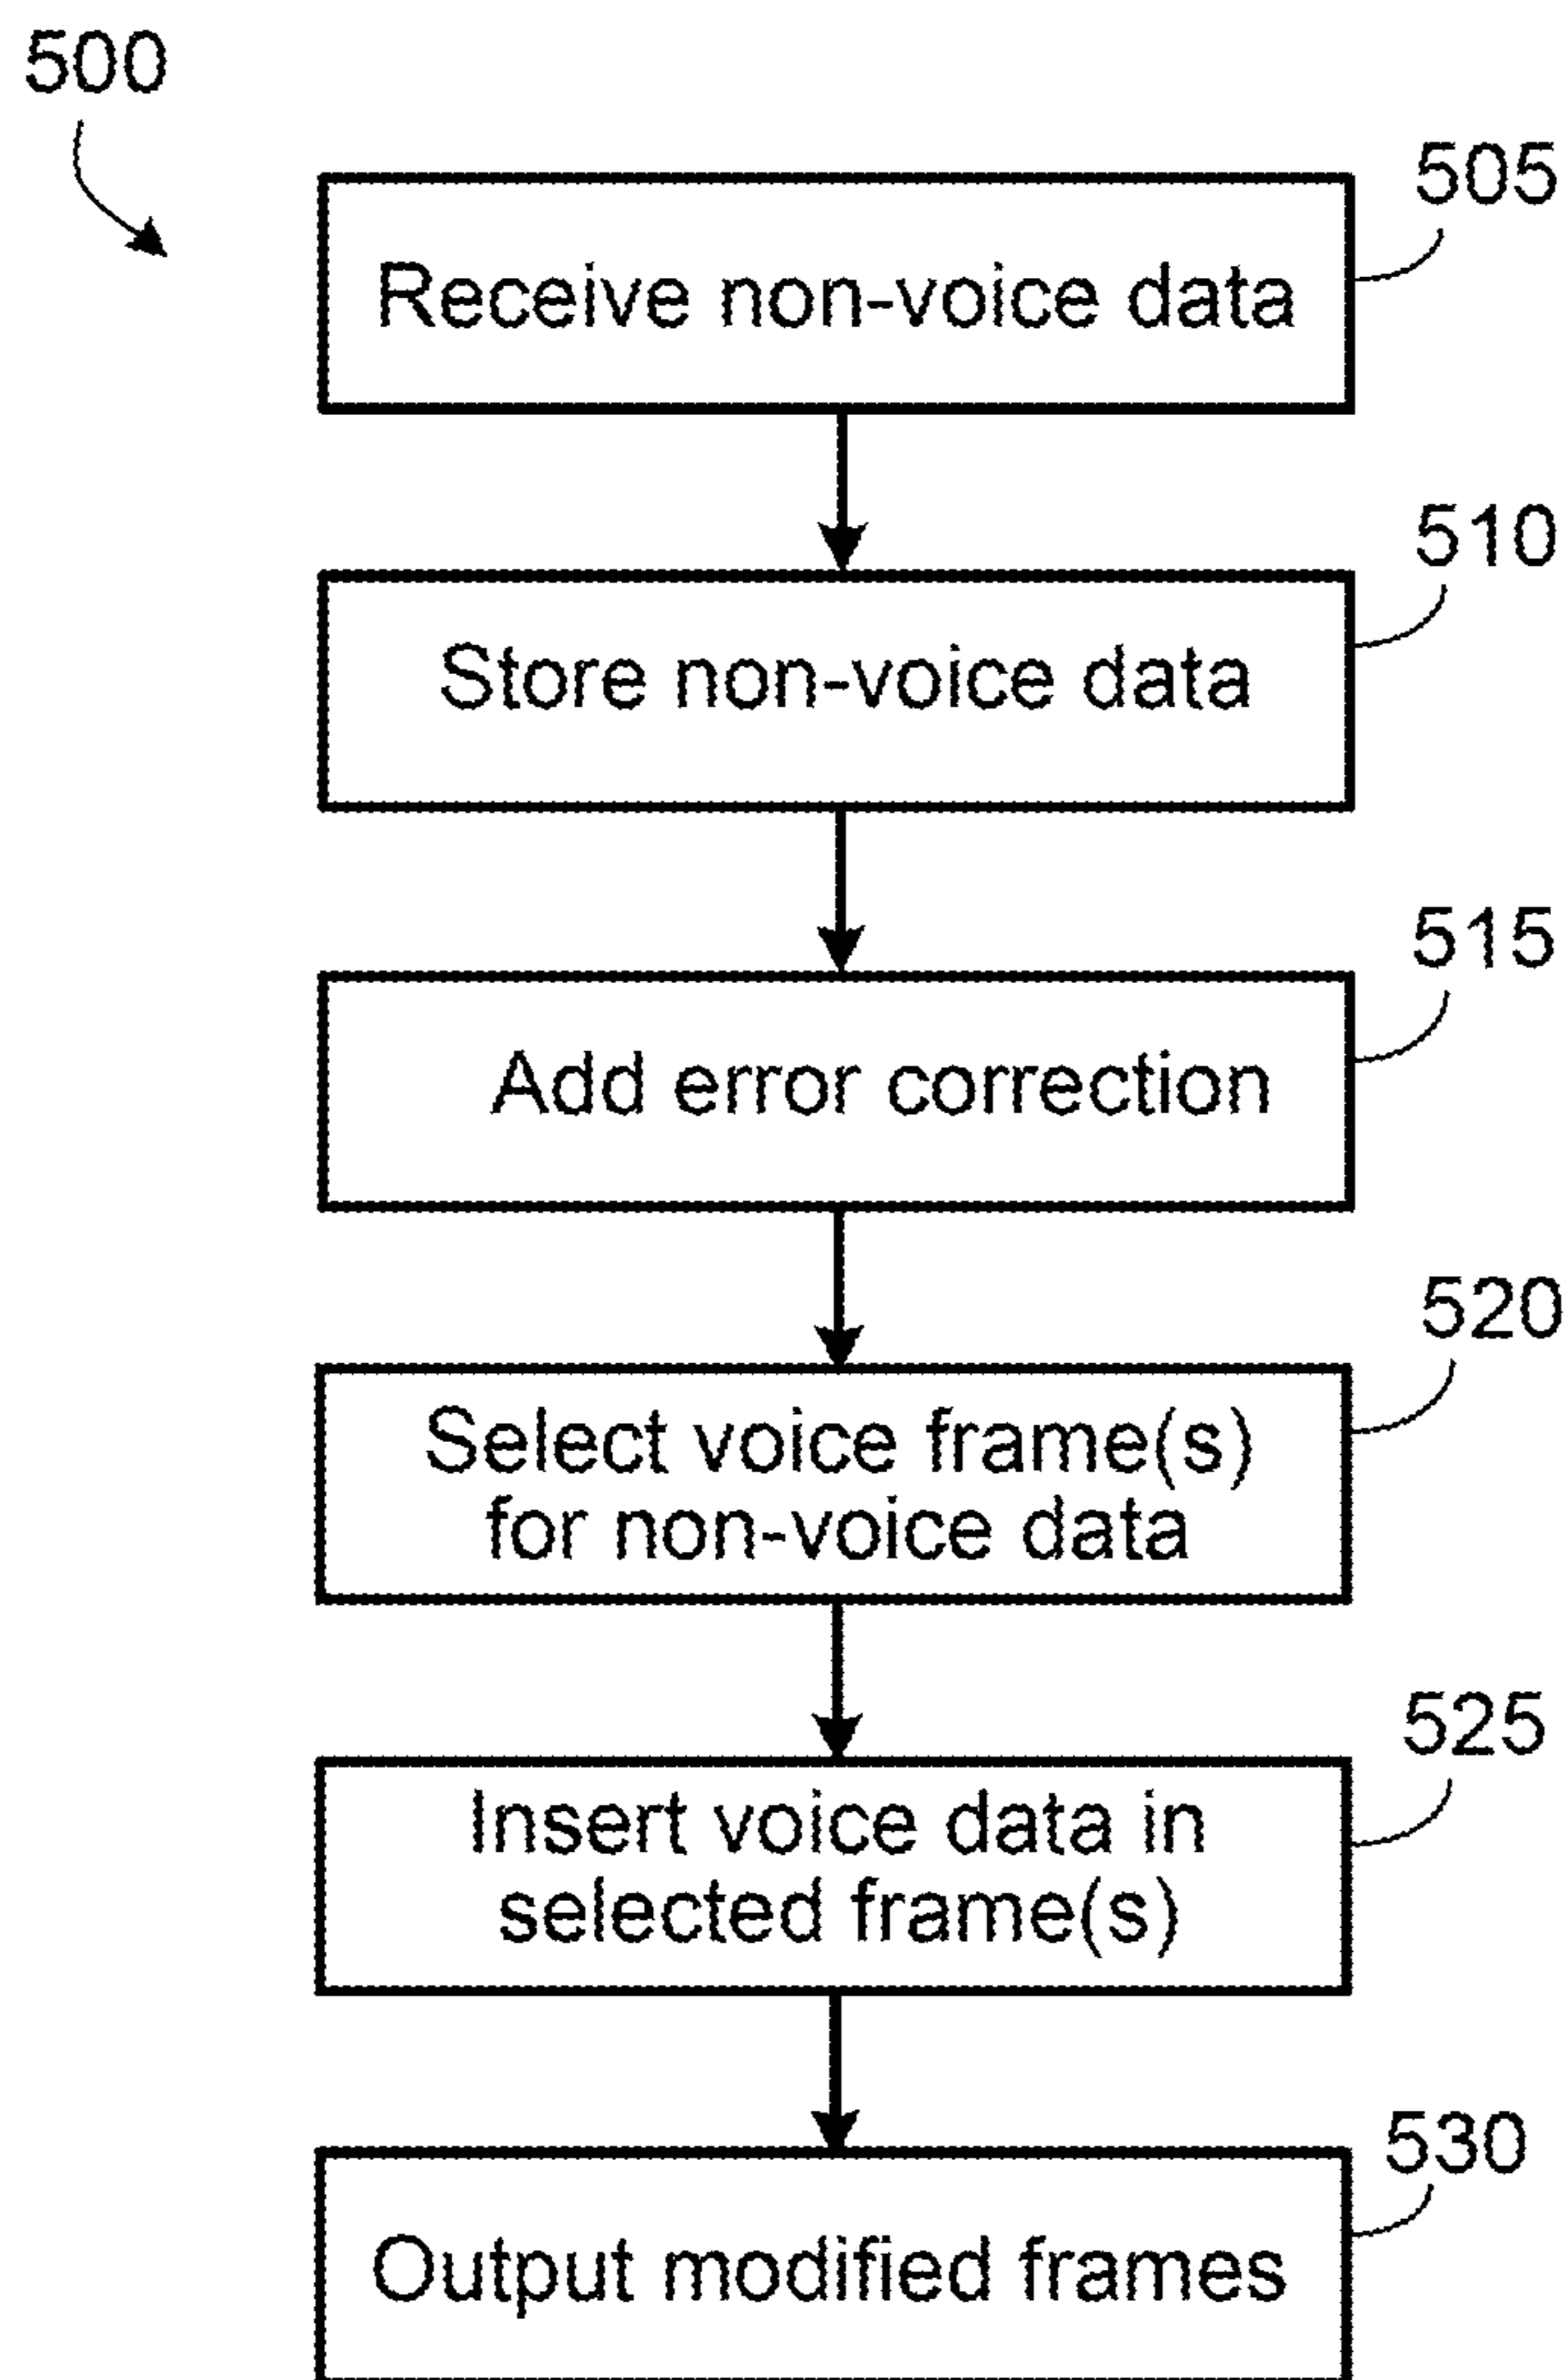 500
505
Receive non-voice data
510
Store non-voice data
515
Add error correction
520
Select voice frame(s)
for non-voice data
525
Insert voice data in
selected frame(s)
530
Output modified frames